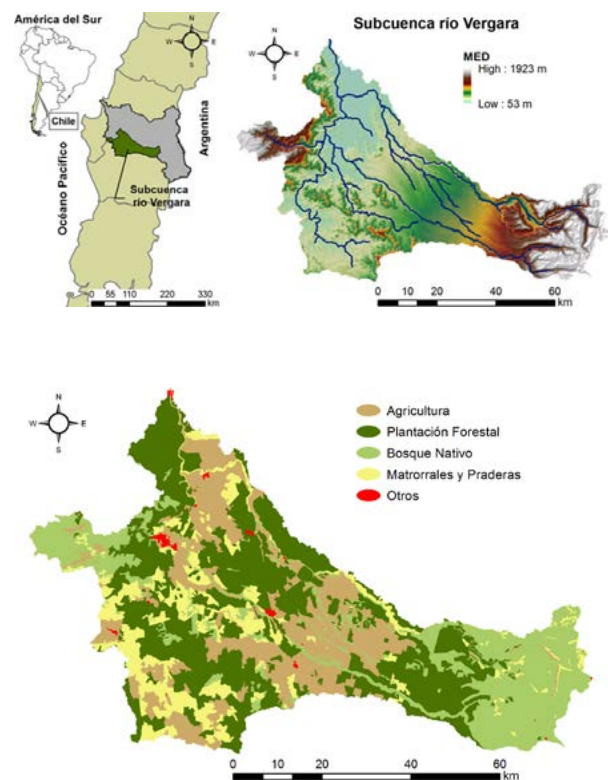 América del Sur
N
W E
S
Chile
Océano Pacífico
Argentina
Subcuenca
río Vergara
0 55 110 220 330
km
Subcuenca río Vergara
N
W E
S
MED
High : 1923 m
Low : 53 m
0 10 20 40 60
km
N
W E
S
Agricultura
Plantación Forestal
Bosque Nativo
Matrorrales y Praderas
Otros
0 10 20 40 60
km